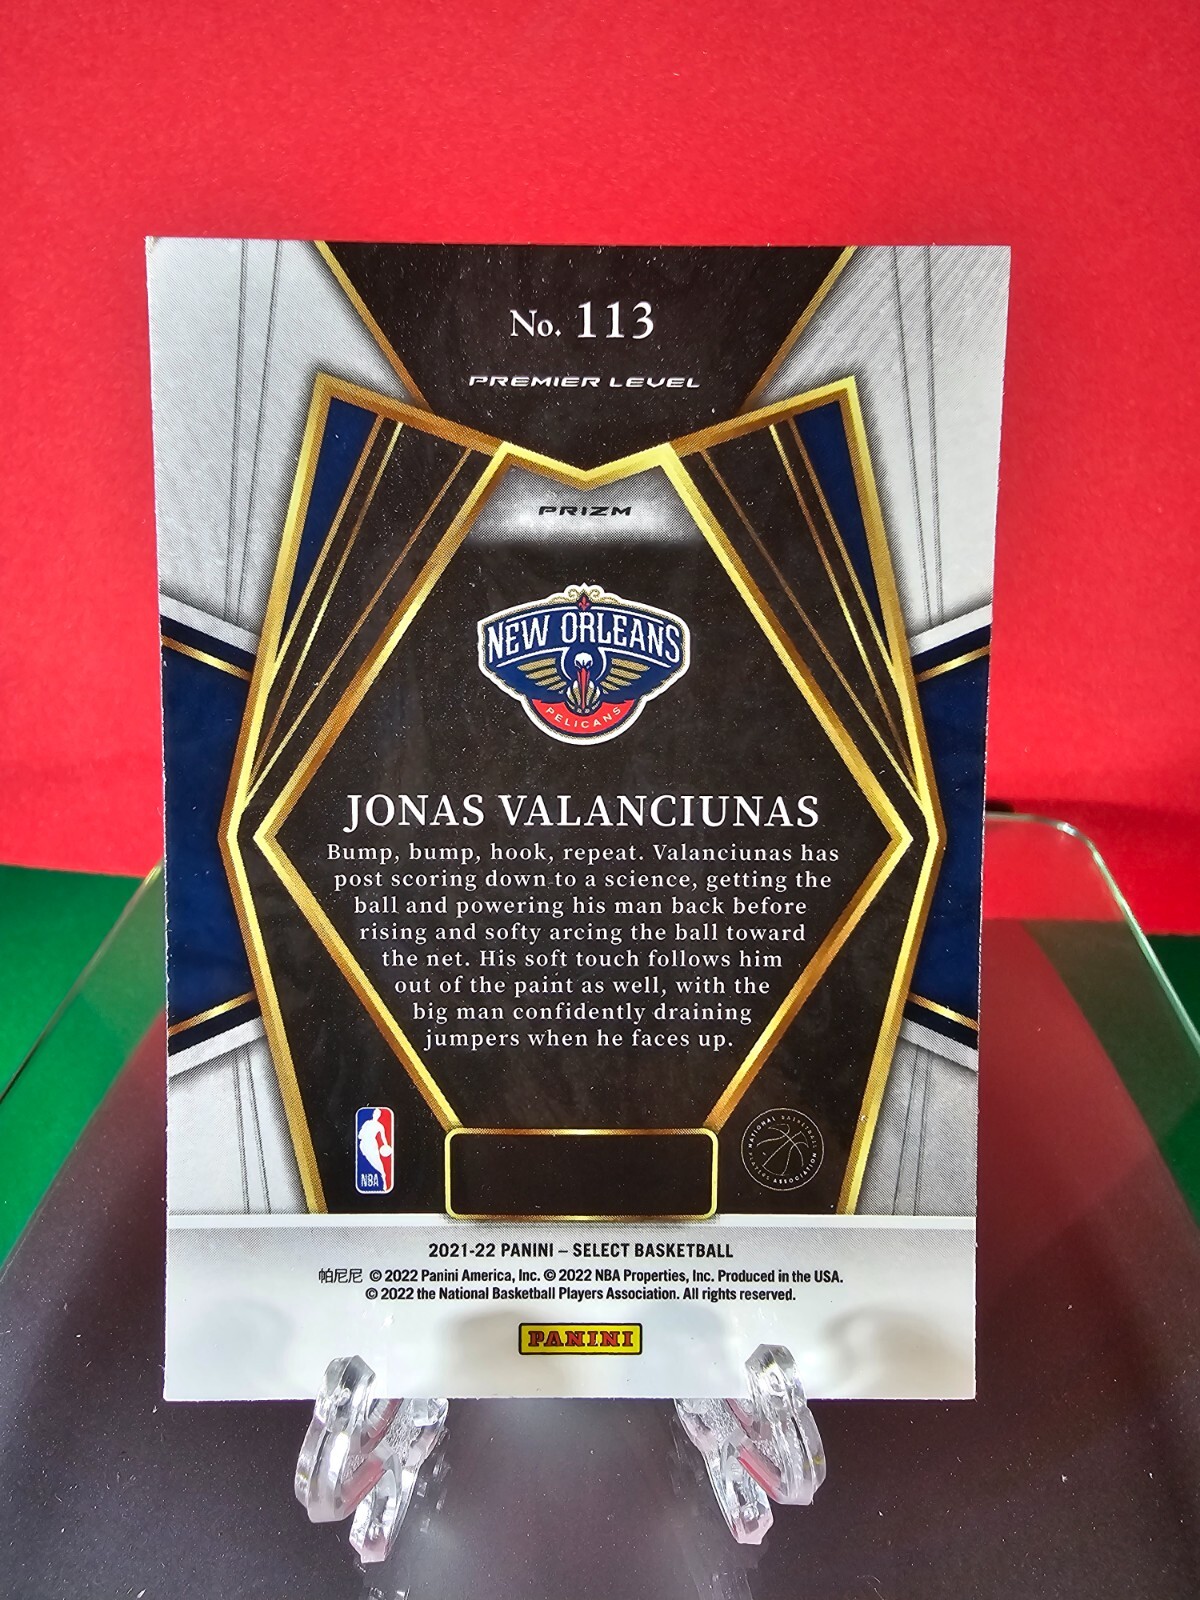 No. 113
PREMIER LEVEL
PRIZM
NEW ORLEANS
PELICANS
JONAS VALANCIUNAS
Bump, bump, hook, repeat. Valanciunas has
post scoring down to a science, getting the
ball and powering his man back before
rising and softy arcing the ball toward
the net. His soft touch follows him
out of the paint as well, with the
big man confidently draining
jumpers when he faces up.
NBA
NATIONAL BASKETBALL PLAYERS ASSOCIATION
2021-22 PANINI – SELECT BASKETBALL
帕尼尼 © 2022 Panini America, Inc. © 2022 NBA Properties, Inc. Produced in the USA.
© 2022 the National Basketball Players Association. All rights reserved.
PANINI